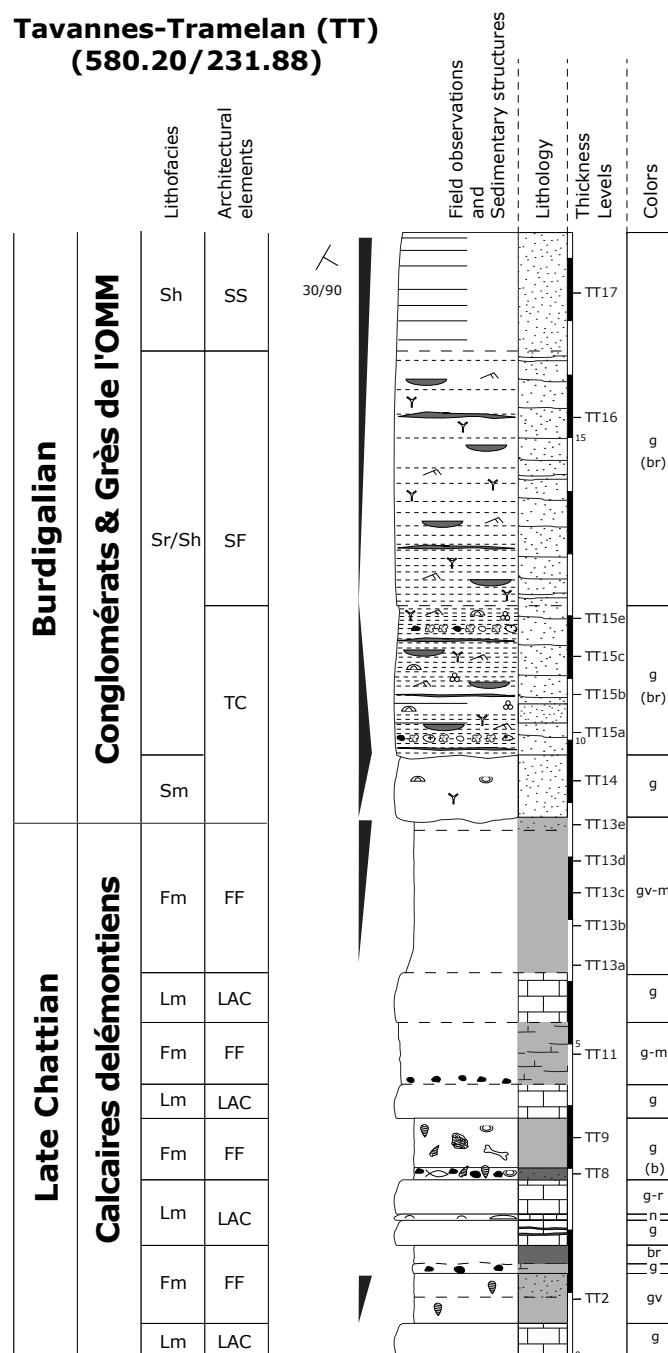 Tavannes-Tramelan (TT)
(580.20/231.88)
Lithofacies
Architectural
elements
Field observations
and
Sedimentary structures
Lithology
Thickness
Levels
Colors
Burdigalian
Conglomérats & Grès de l'OMM
Sh
SS
30/90
TT17
TT16
15
g
(br)
Sr/Sh
SF
TC
TT15e
TT15c
TT15b
TT15a
10
g
(br)
Sm
TT14
g
Late Chattian
Calcaires delémontiens
Fm
FF
TT13e
TT13d
TT13c
TT13b
TT13a
gv-m
Lm
LAC
g
Fm
FF
5
TT11
g-m
Lm
LAC
g
Fm
FF
TT9
TT8
g
(b)
Lm
LAC
g-r
n
g
Fm
FF
br
g
TT2
gv
Lm
LAC
g